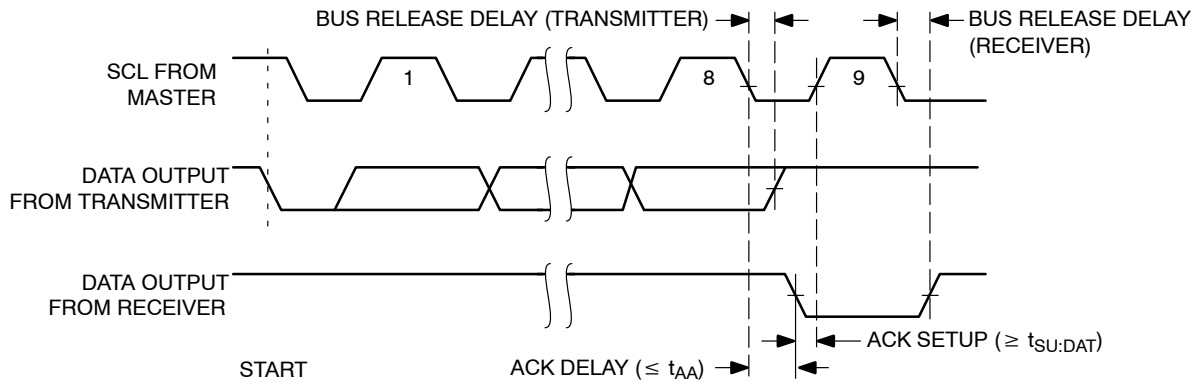 BUS RELEASE DELAY (TRANSMITTER)
BUS RELEASE DELAY
(RECEIVER)
SCL FROM
MASTER
1
8
9
DATA OUTPUT
FROM TRANSMITTER
DATA OUTPUT
FROM RECEIVER
ACK SETUP (≥ tSU:DAT)
START
ACK DELAY (≤ tAA)